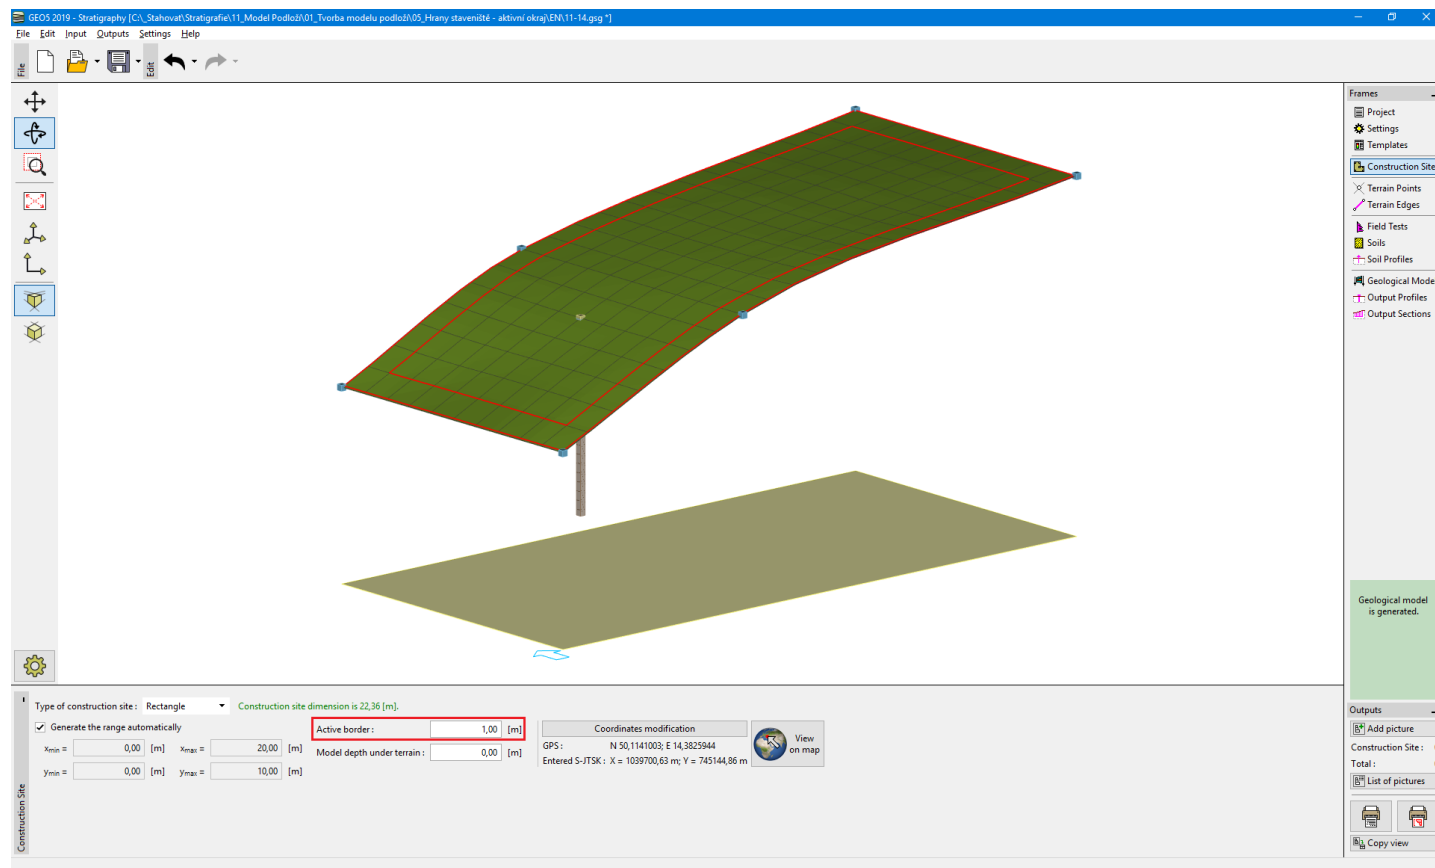 GEO5 2019 - Stratigraphy [C:\_Stahovat\Stratigrafie\11_Model Podloží\01_Tvorba modelu podloží\05_Hrany staveniště - aktivní okraj\EN\11-14.gsg *]
File Edit Input Outputs Settings Help
File
Edit
Frames
Project
Settings
Templates
Construction Site
Terrain Points
Terrain Edges
Field Tests
Soils
Soil Profiles
Geological Mode
Output Profiles
Output Sections
Geological model
is generated.
Construction Site
Type of construction site : Rectangle Construction site dimension is 22,36 [m].
Generate the range automatically
xmin = 0,00 [m] xmax = 20,00 [m]
ymin = 0,00 [m] ymax = 10,00 [m]
Active border : 1,00 [m]
Model depth under terrain : 0,00 [m]
Coordinates modification
GPS : N 50,1141003; E 14,3825944
Entered S-JTSK : X = 1039700,63 m; Y = 745144,86 m
View
on map
Outputs
Add picture
Construction Site :
Total :
List of pictures
Copy view